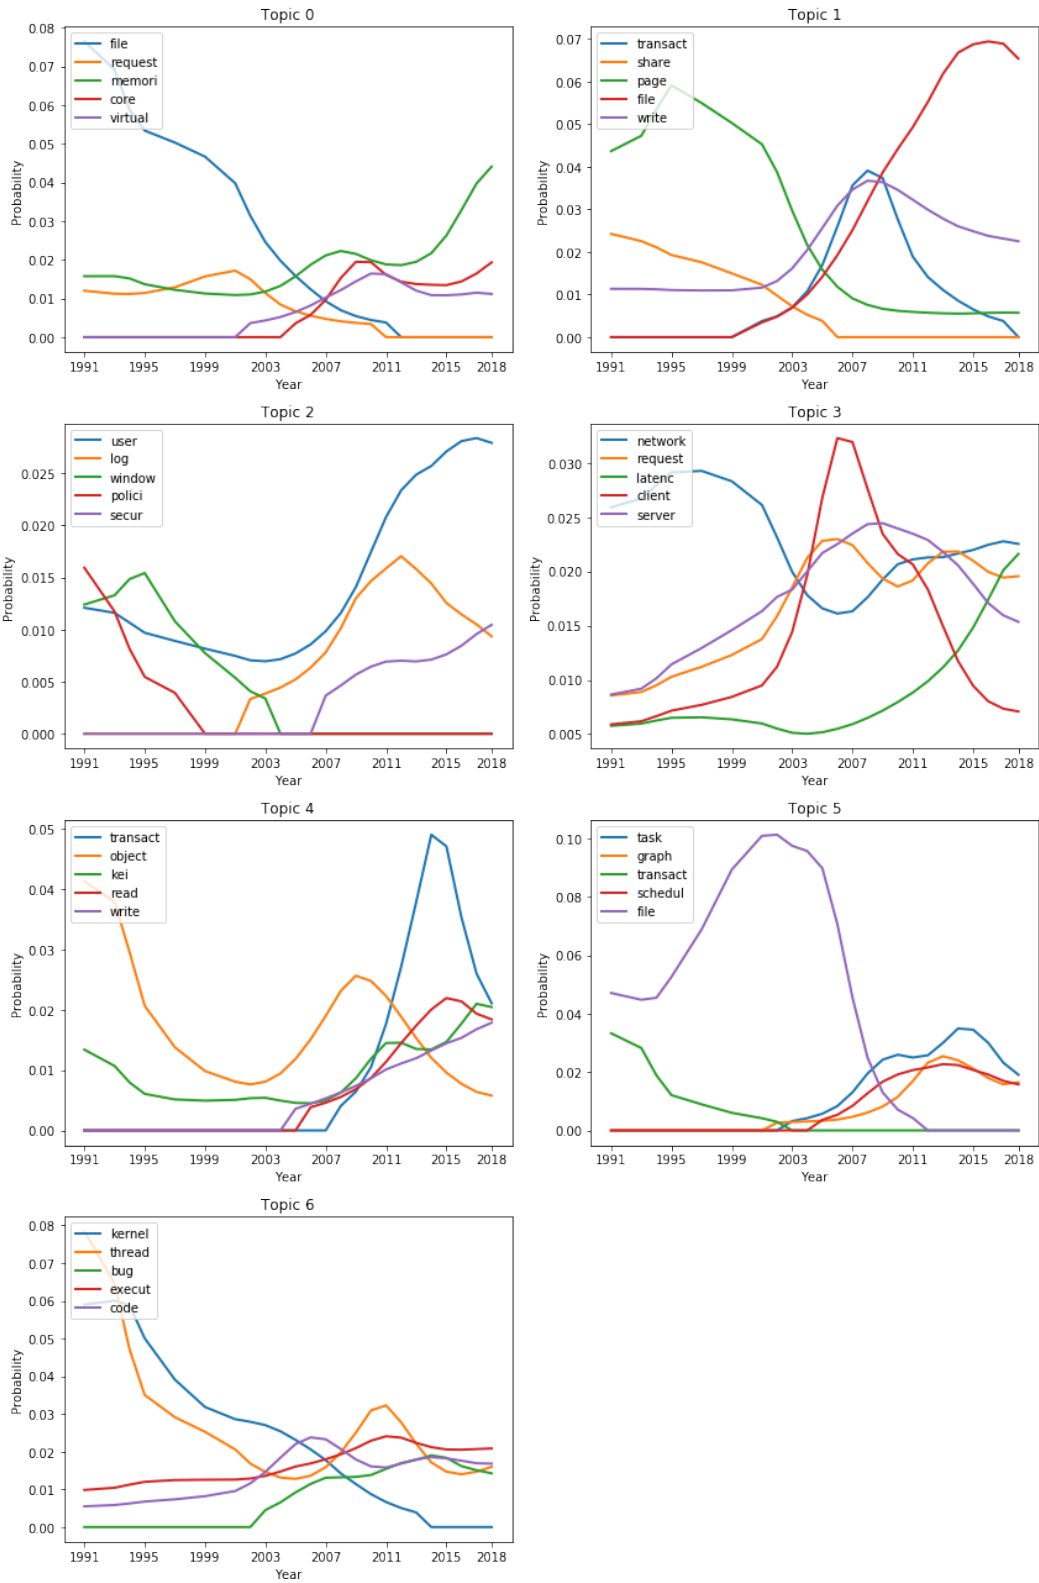 Topic 0
file
request
memori
core
virtual
Probability
0.08
0.07
0.06
0.05
0.04
0.03
0.02
0.01
0.00
1991 1995 1999 2003 2007 2011 2015 2018
Year
Topic 1
transact
share
page
file
write
Probability
0.07
0.06
0.05
0.04
0.03
0.02
0.01
0.00
1991 1995 1999 2003 2007 2011 2015 2018
Year
Topic 2
user
log
window
polici
secur
Probability
0.025
0.020
0.015
0.010
0.005
0.000
1991 1995 1999 2003 2007 2011 2015 2018
Year
Topic 3
network
request
latenc
client
server
Probability
0.030
0.025
0.020
0.015
0.010
0.005
1991 1995 1999 2003 2007 2011 2015 2018
Year
Topic 4
transact
object
kei
read
write
Probability
0.05
0.04
0.03
0.02
0.01
0.00
1991 1995 1999 2003 2007 2011 2015 2018
Year
Topic 5
task
graph
transact
schedul
file
Probability
0.10
0.08
0.06
0.04
0.02
0.00
1991 1995 1999 2003 2007 2011 2015 2018
Year
Topic 6
kernel
thread
bug
execut
code
Probability
0.08
0.07
0.06
0.05
0.04
0.03
0.02
0.01
0.00
1991 1995 1999 2003 2007 2011 2015 2018
Year